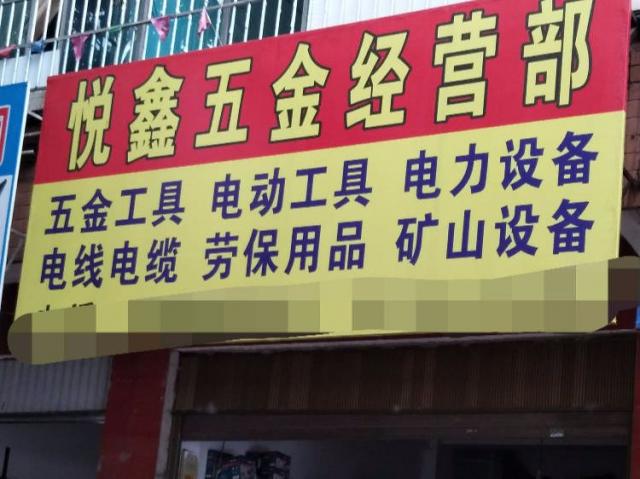 悦鑫五金经营部
五金工具 电动工具 电力设备
电线电缆 劳保用品 矿山设备